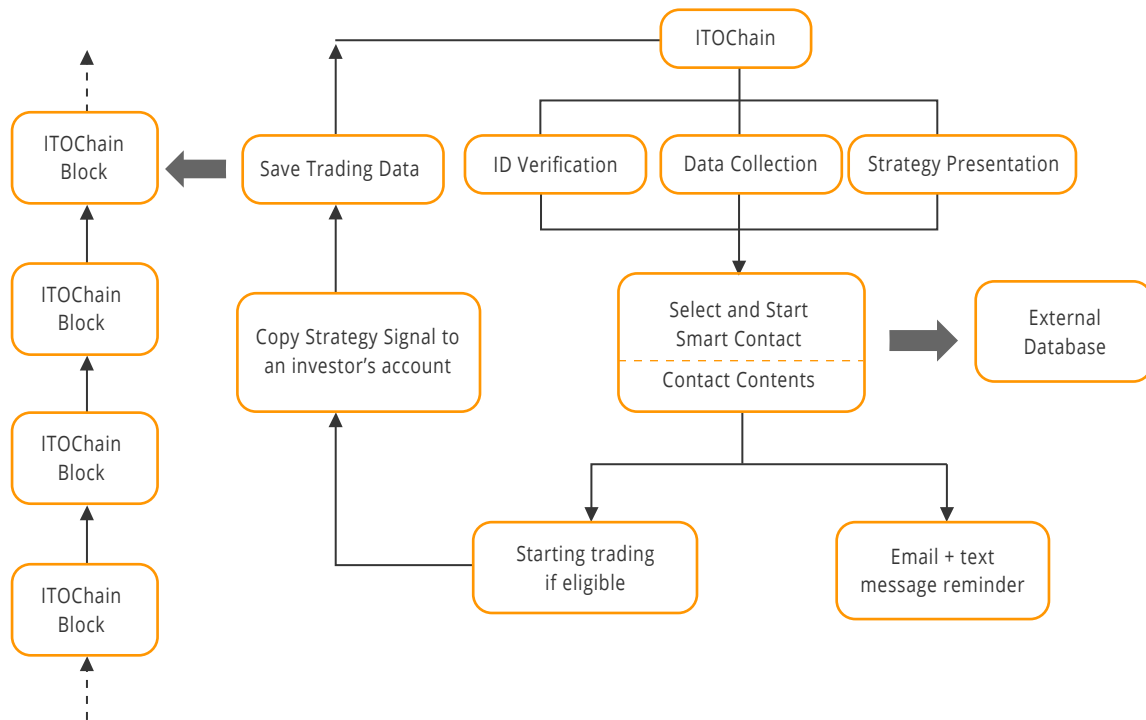 ITOChain
ITOChain
Block
Save Trading Data
ID Verification
Data Collection
Strategy Presentation
ITOChain
Block
Copy Strategy Signal to
an investor’s account
Select and Start
Smart Contact
Contact Contents
External
Database
ITOChain
Block
Starting trading
if eligible
Email + text
message reminder
ITOChain
Block